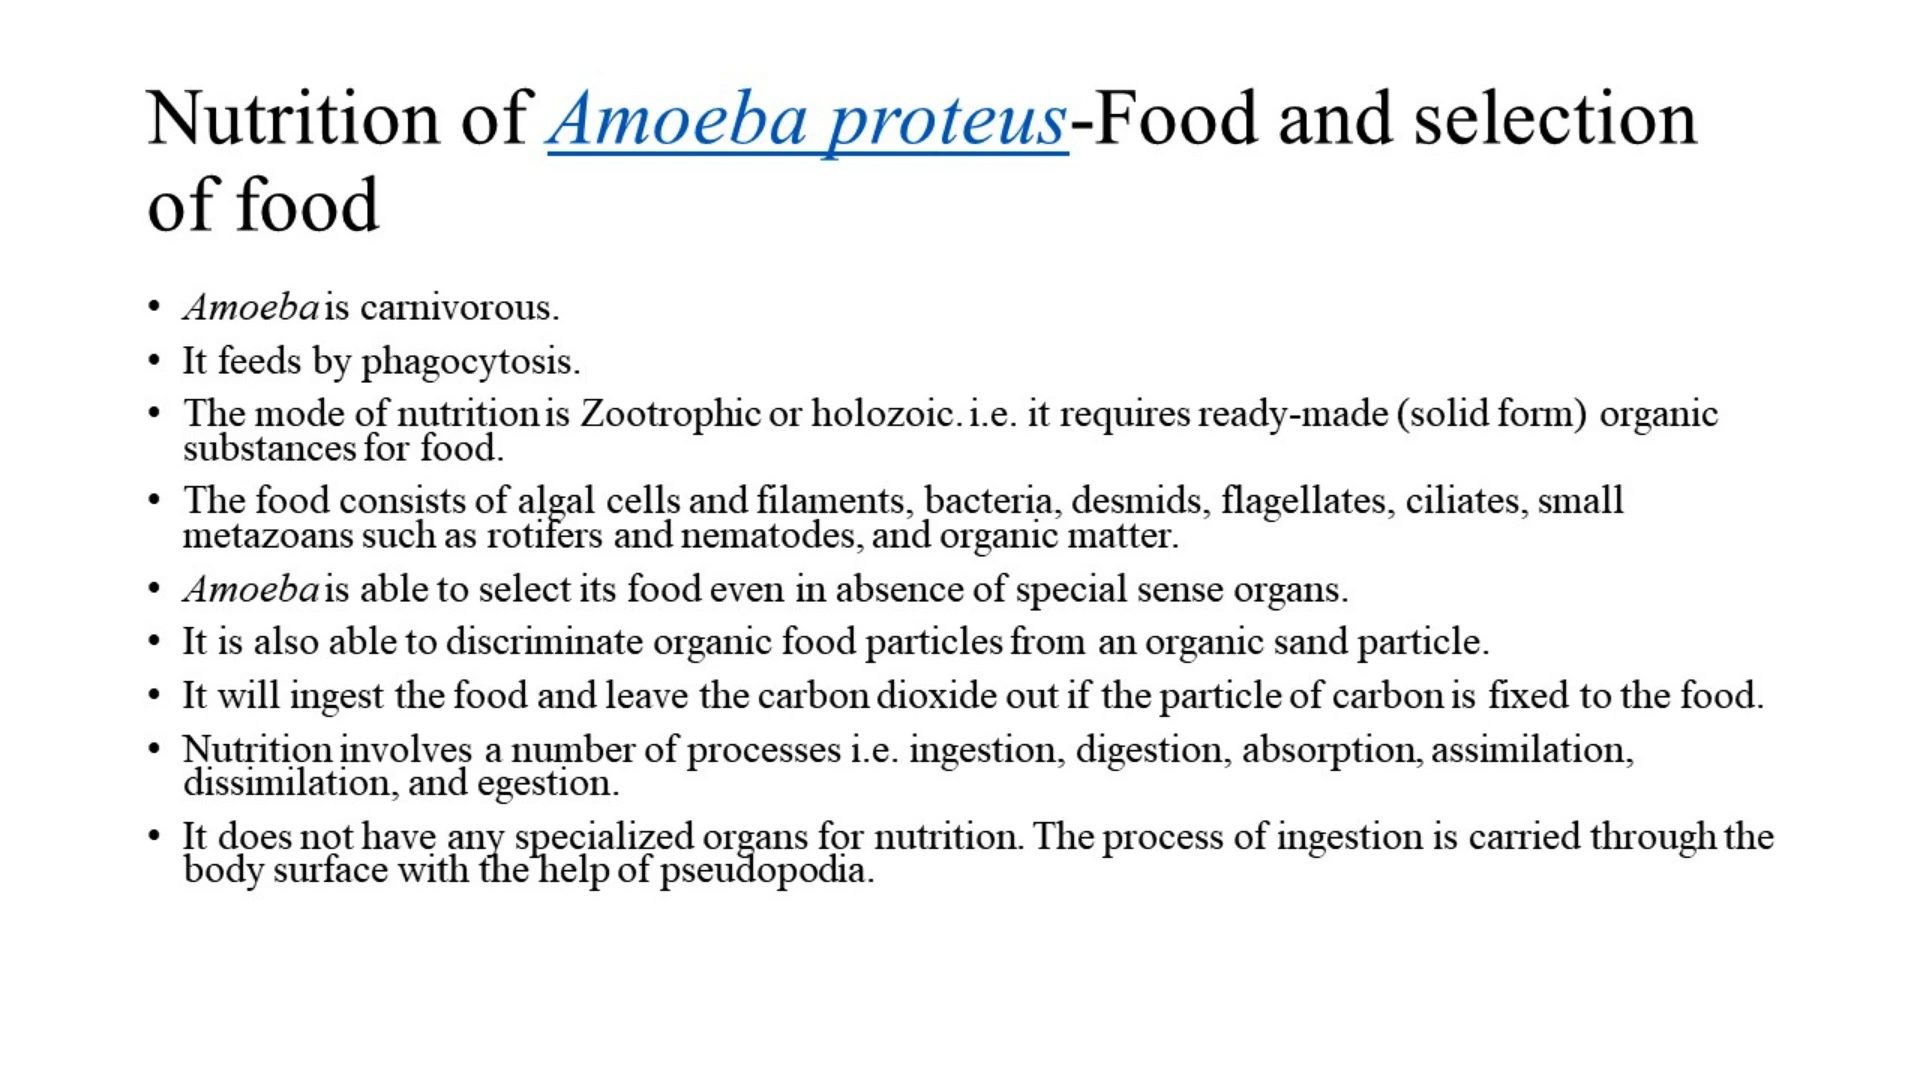 Nutrition of Amoeba proteus-Food and selection
of food
• Amoeba is carnivorous.
• It feeds by phagocytosis.
• The mode of nutrition is Zootrophic or holozoic. i.e. it requires ready-made (solid form) organic
substances for food.
• The food consists of algal cells and filaments, bacteria, desmids, flagellates, ciliates, small
metazoans such as rotifers and nematodes, and organic matter.
• Amoeba is able to select its food even in absence of special sense organs.
• It is also able to discriminate organic food particles from an organic sand particle.
• It will ingest the food and leave the carbon dioxide out if the particle of carbon is fixed to the food.
• Nutrition involves a number of processes i.e. ingestion, digestion, absorption, assimilation,
dissimilation, and egestion.
• It does not have any specialized organs for nutrition. The process of ingestion is carried through the
body surface with the help of pseudopodia.